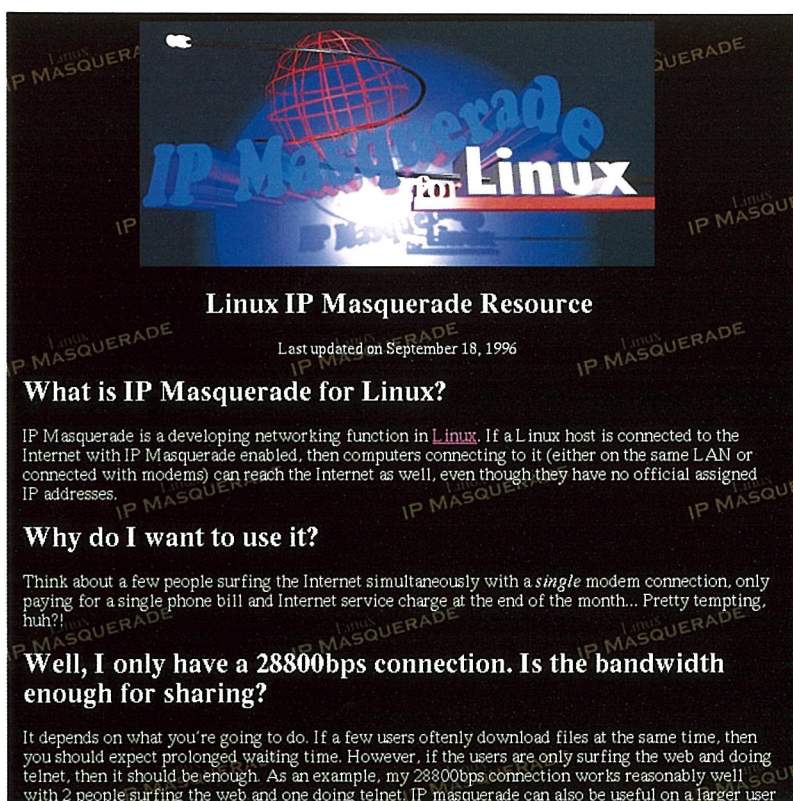 IP Masquerade
for Linux
Linux IP Masquerade Resource
Last updated on September 18, 1996
What is IP Masquerade for Linux?
IP Masquerade is a developing networking function in Linux. If a Linux host is connected to the
Internet with IP Masquerade enabled, then computers connecting to it (either on the same LAN or
connected with modems) can reach the Internet as well, even though they have no official assigned
IP addresses.
Why do I want to use it?
Think about a few people surfing the Internet simultaneously with a single modem connection, only
paying for a single phone bill and Internet service charge at the end of the month... Pretty tempting,
huh?!
Well, I only have a 28800bps connection. Is the bandwidth
enough for sharing?
It depends on what you're going to do. If a few users oftenly download files at the same time, then
you should expect prolonged waiting time. However, if the users are only surfing the web and doing
telnet, then it should be enough. As an example, my 28800bps connection works reasonably well
with 2 people surfing the web and one doing telnet. IP masquerade can also be useful on a larger user